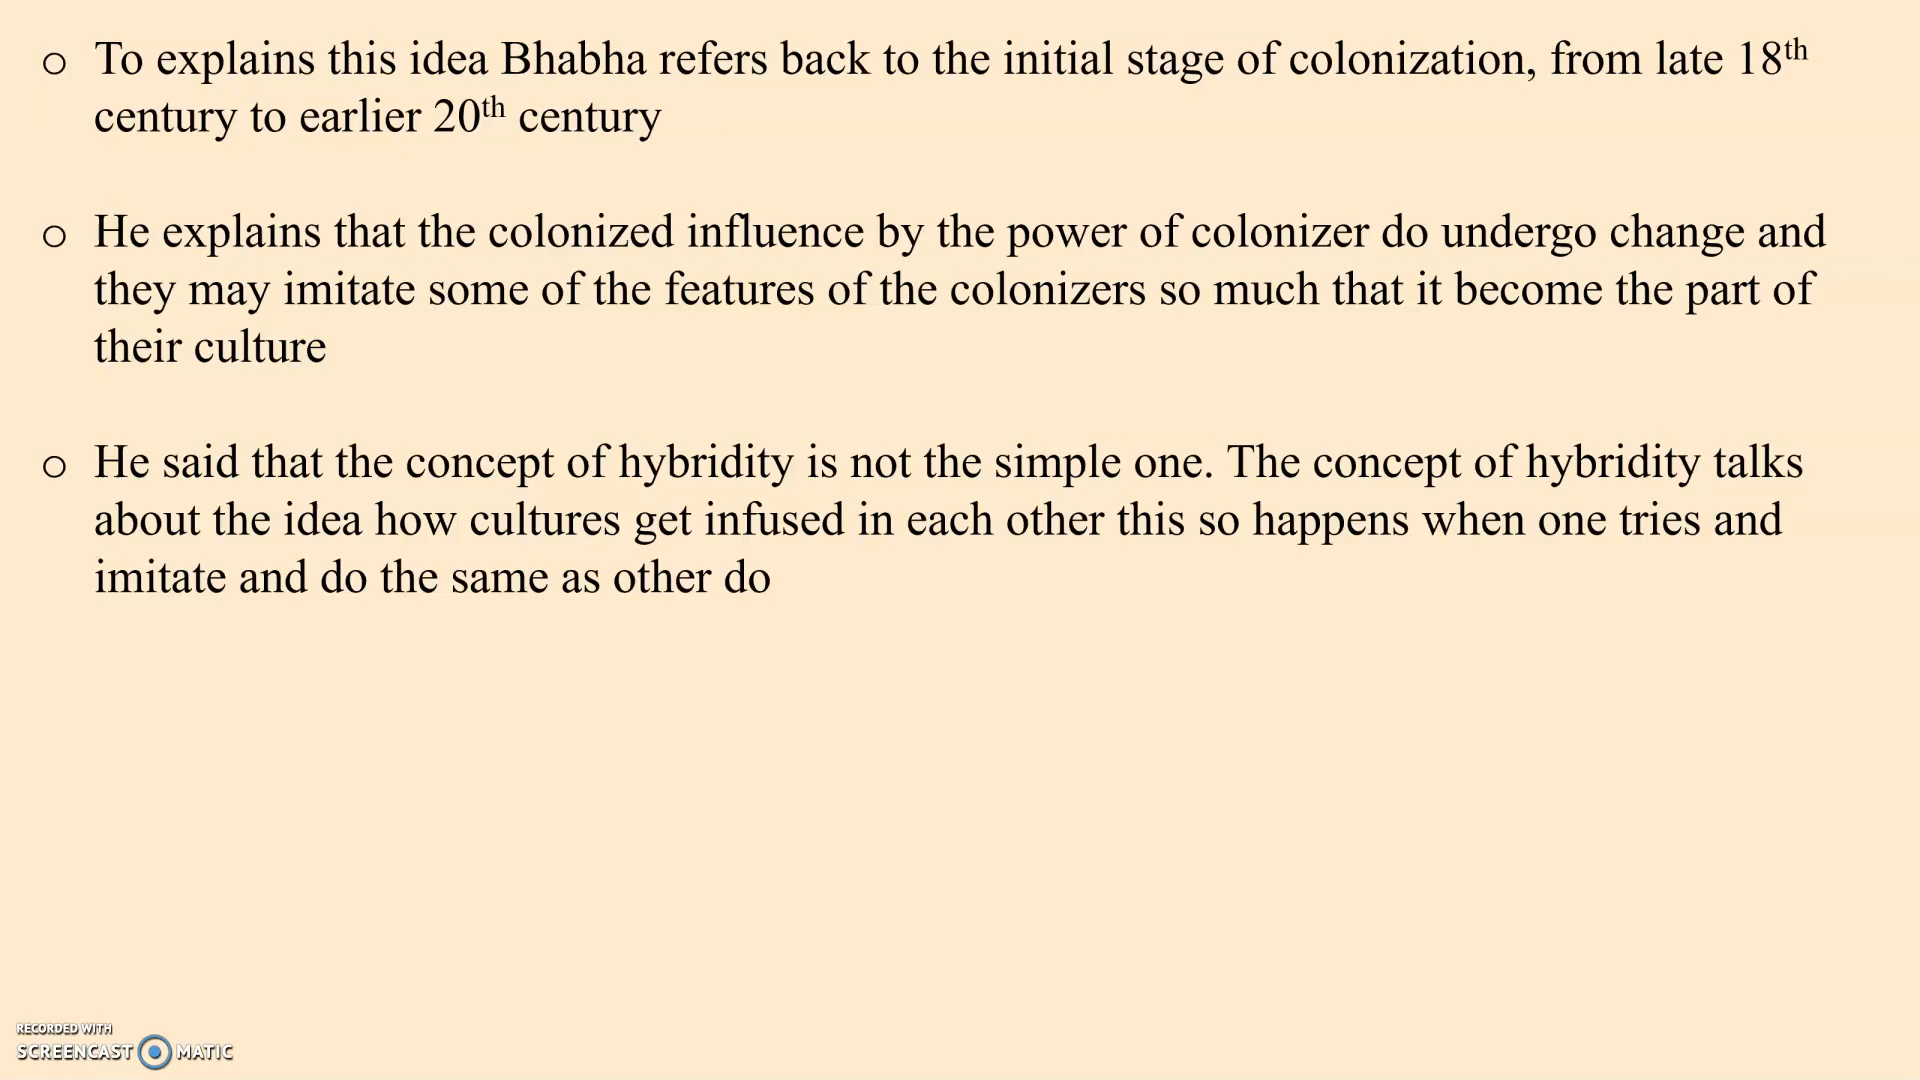 o To explains this idea Bhabha refers back to the initial stage of colonization, from late 18th
century to earlier 20th century
o He explains that the colonized influence by the power of colonizer do undergo change and
they may imitate some of the features of the colonizers so much that it become the part of
their culture
o He said that the concept of hybridity is not the simple one. The concept of hybridity talks
about the idea how cultures get infused in each other this so happens when one tries and
imitate and do the same as other do
RECORDED WITH
SCREENCAST MATIC